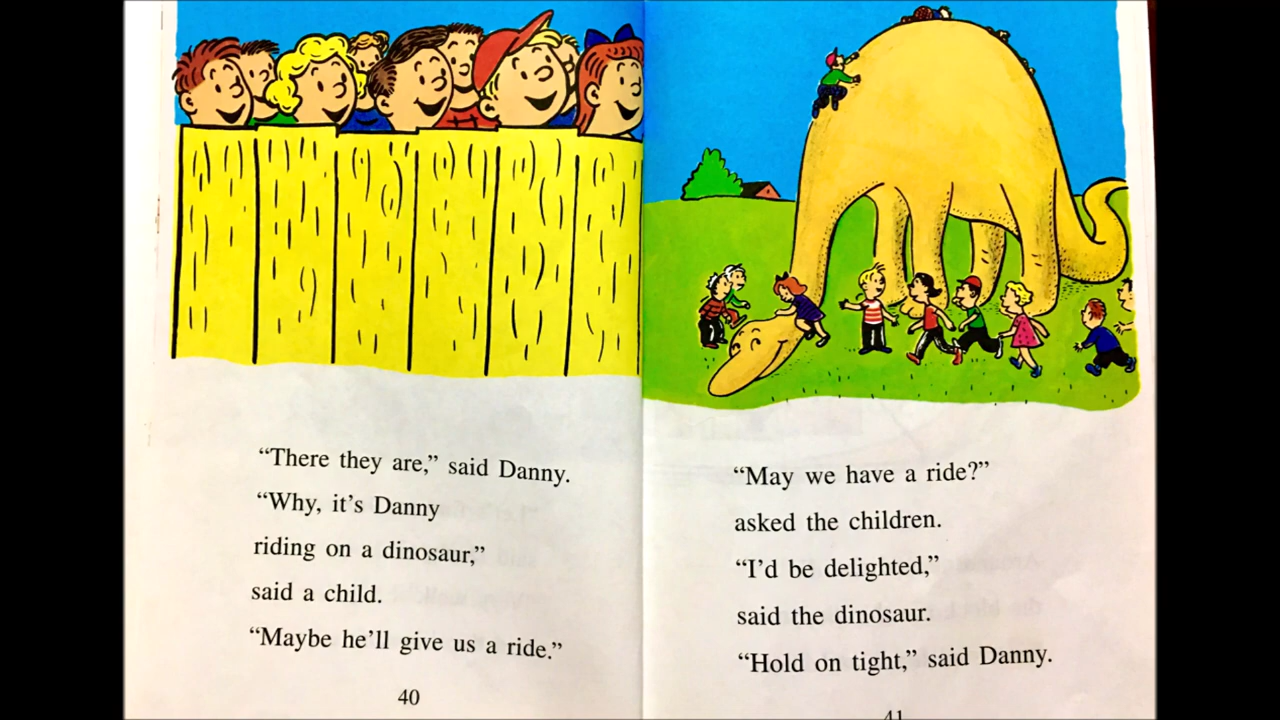 “There they are,” said Danny.
“Why, it’s Danny
riding on a dinosaur,”
said a child.
“Maybe he’ll give us a ride.”
40
“May we have a ride?”
asked the children.
“I’d be delighted,”
said the dinosaur.
“Hold on tight,” said Danny.
41